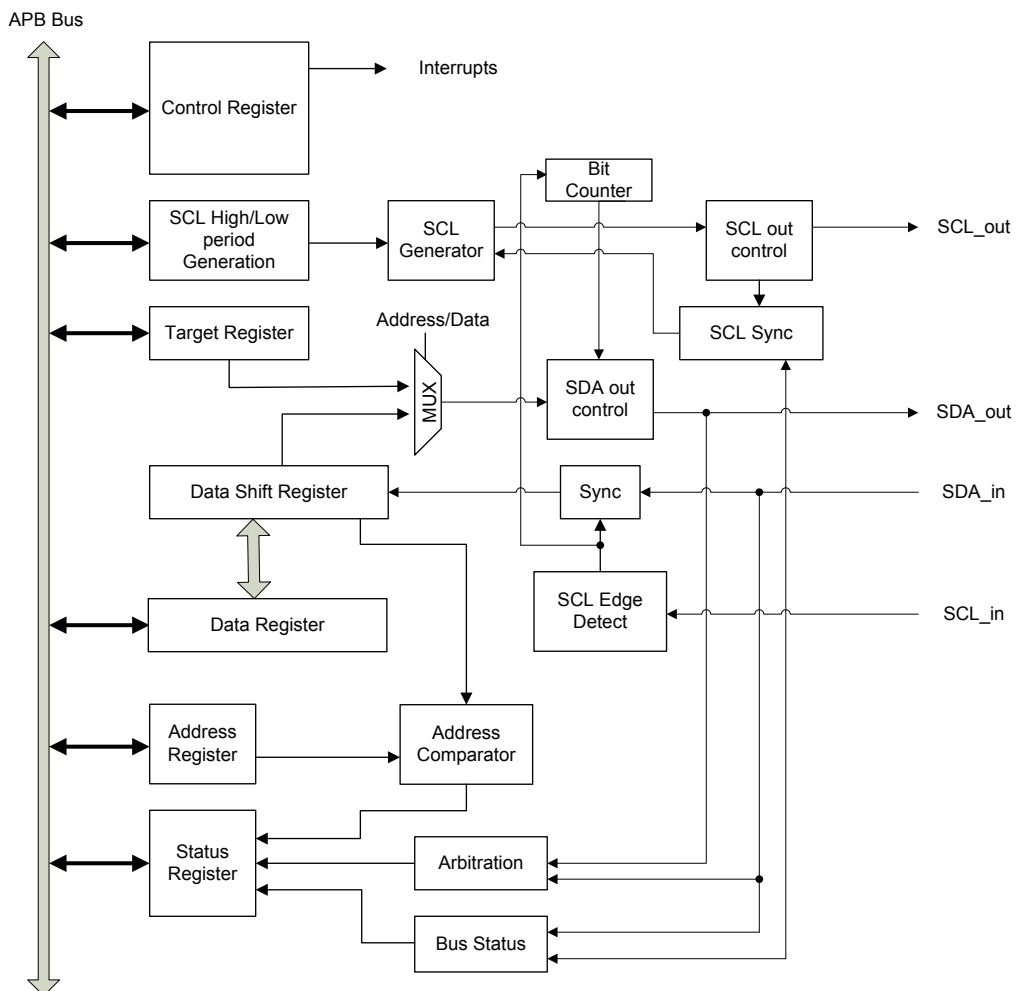 APB Bus
Control Register
Interrupts
Bit
Counter
SCL High/Low
period
Generation
SCL
Generator
SCL out
control
SCL_out
Target Register
Address/Data
SCL Sync
MUX
SDA out
control
SDA_out
Data Shift Register
Sync
SDA_in
SCL Edge
Detect
SCL_in
Data Register
Address
Register
Address
Comparator
Status
Register
Arbitration
Bus Status